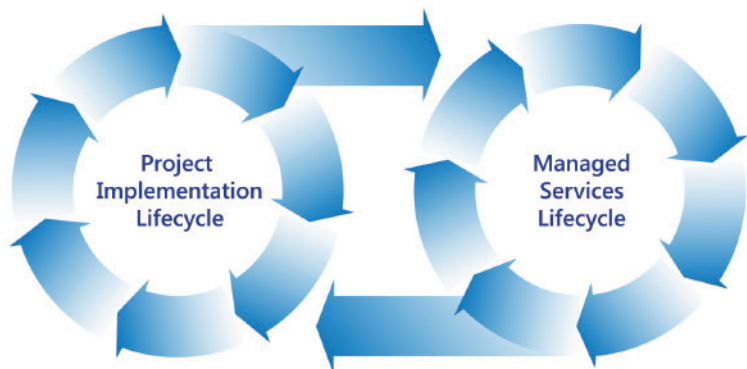 Project
Implementation
Lifecycle
Managed
Services
Lifecycle